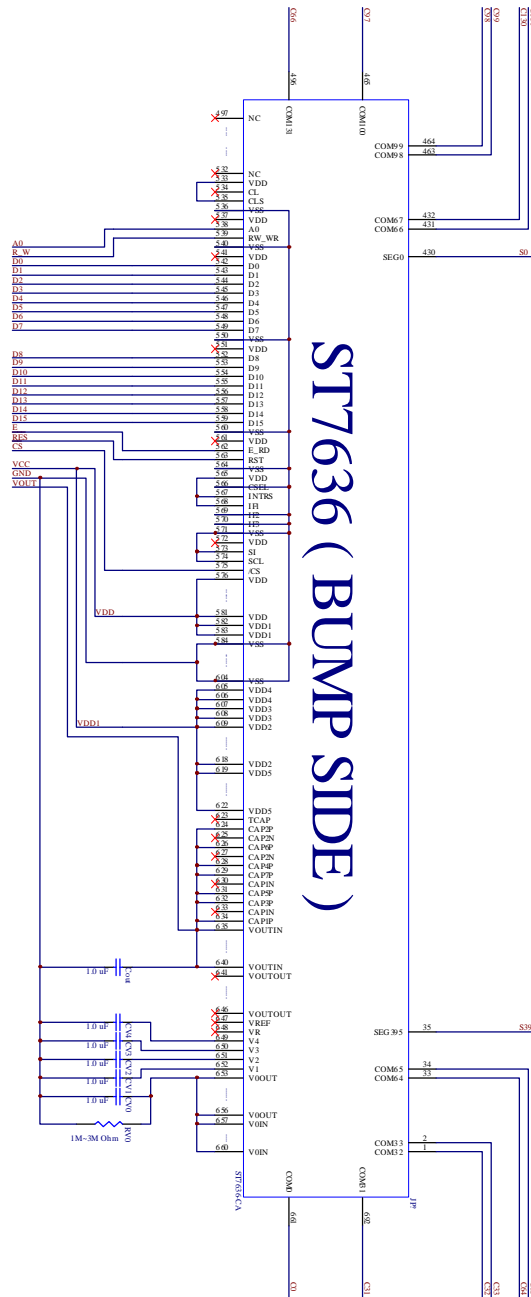 C66
C97
C98
C99
C130
496
465
COM131
COM100
497
NC
COM99
464
COM98
463
532
NC
533
VDD
534
CL
535
CLS
536
VSS
537
VDD
COM67
432
A0
538
A0
COM66
431
R_W
539
RW_WR
540
VSS
541
VDD
SEG0
430
S0
D0
542
D0
D1
543
D1
D2
544
D2
D3
545
D3
D4
546
D4
D5
547
D5
D6
548
D6
D7
549
D7
550
VSS
551
VDD
D8
552
D8
D9
553
D9
D10
554
D10
D11
555
D11
D12
556
D12
D13
557
D13
D14
558
D14
D15
559
D15
E
560
VSS
RES
561
VDD
CS
562
E_RD
563
RST
VCC
564
VSS
GND
565
VDD
VOUT
566
CSEL
567
INTRS
568
IF1
569
IF2
570
IF3
571
VSS
572
VDD
573
SI
574
SCL
575
/CS
576
VDD
ST7636 ( BUMP SIDE )
VDD
581
VDD
582
VDD1
583
VDD1
584
VSS
604
VSS
605
VDD4
606
VDD4
607
VDD3
608
VDD3
VDD1
609
VDD2
618
VDD2
619
VDD5
622
VDD5
623
TCAP
624
CAP2P
625
CAP2N
626
CAP6P
627
CAP2N
628
CAP4P
629
CAP7P
630
CAP1N
631
CAP5P
632
CAP3P
633
CAP1N
634
CAP1P
635
VOUTIN
640
VOUTIN
1.0 uF
Cout
641
VOUTOUT
646
VOUTOUT
647
VREF
648
VR
SEG395
35
S39
1.0 uF
CV4
649
V4
1.0 uF
CV3
650
V3
1.0 uF
CV2
651
V2
1.0 uF
CV1
652
V1
COM65
34
1.0 uF
CV0
653
V0OUT
COM64
33
656
V0OUT
657
V0IN
1M~3M Ohm
RV0
COM33
2
660
V0IN
COM32
1
COM0
COM31
ST7636-CA
JP?
661
692
C0
C31
C32
C33
C64